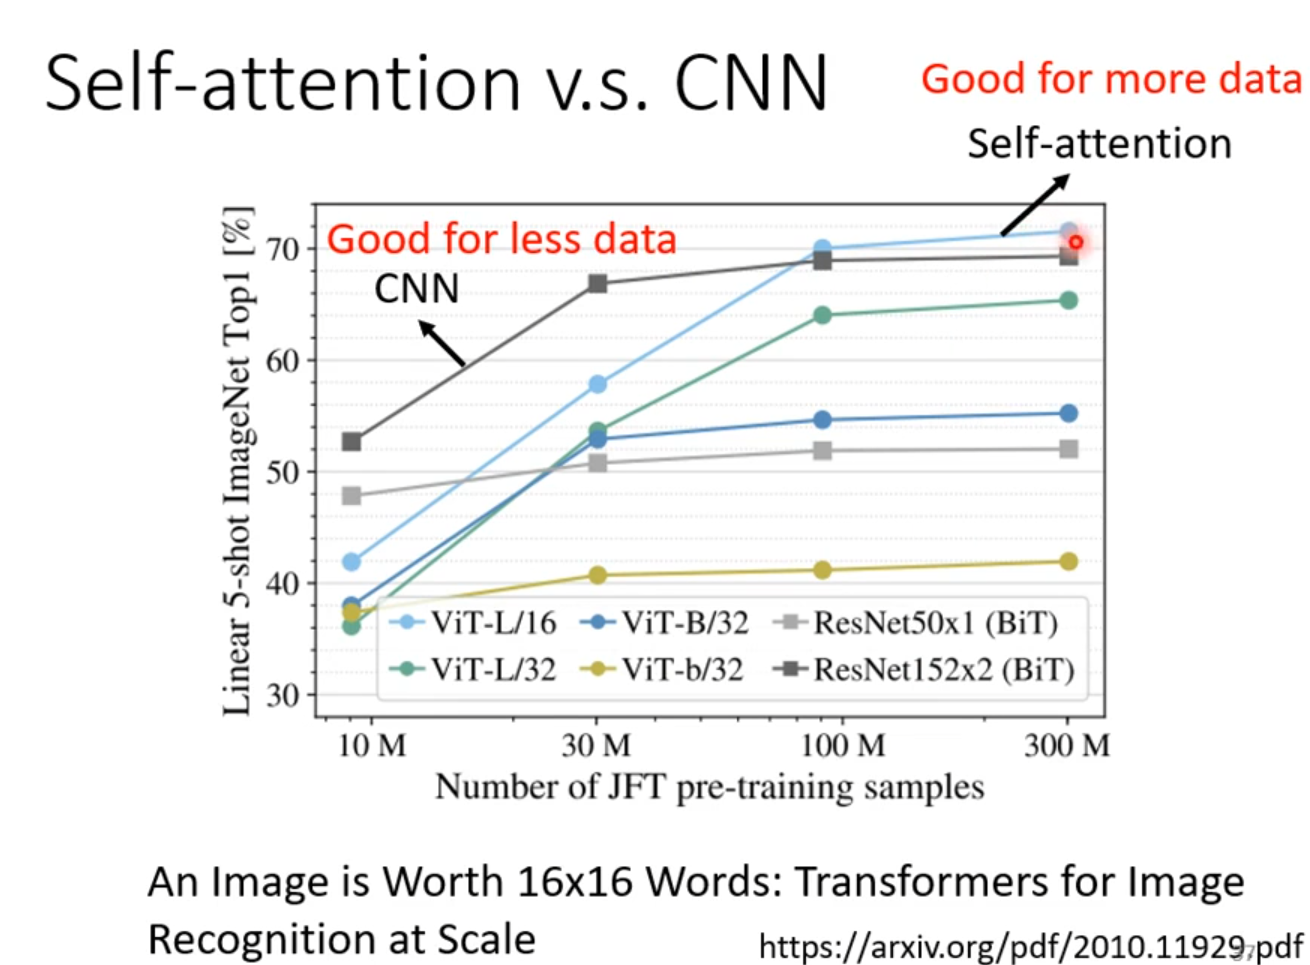 Self-attention v.s. CNN
Good for more data
Self-attention
Good for less data
CNN
Linear 5-shot ImageNet Top1 [%]
70
60
50
40
30
ViT-L/16 ViT-B/32 ResNet50x1 (BiT)
ViT-L/32 ViT-b/32 ResNet152x2 (BiT)
10 M 30 M 100 M 300 M
Number of JFT pre-training samples
An Image is Worth 16x16 Words: Transformers for Image
Recognition at Scale
https://arxiv.org/pdf/2010.11929.pdf
37